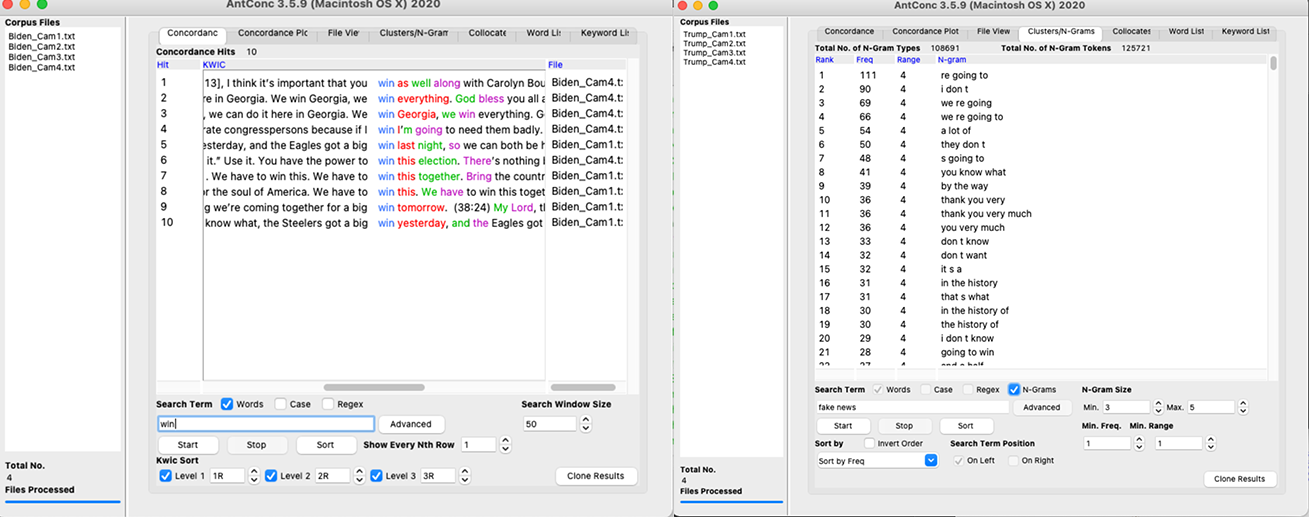 AntConc 3.5.9 (Macintosh OS X) 2020
Corpus Files
Biden_Cam1.txt
Biden_Cam2.txt
Biden_Cam3.txt
Biden_Cam4.txt
Concordanc Concordance Plc File Vie Clusters/N-Gram Collocate Word Li Keyword Lis
Concordance Hits 10
Hit KWIC File
1 13], I think it's important that you win as well along with Carolyn Bou Biden_Cam4.t
2 re in Georgia. We win Georgia, we win everything. God bless you all a Biden_Cam4.t
3 , we can do it here in Georgia. We win Georgia, we win everything. G Biden_Cam4.t
4 rate congresspersons because if I win I'm going to need them badly. Biden_Cam4.t
5 esterday, and the Eagles got a big win last night, so we can both be h Biden_Cam1.t
6 it." Use it. You have the power to win this election. There's nothing b Biden_Cam4.t
7 . We have to win this. We have to win this together. Bring the countr Biden_Cam1.t
8 or the soul of America. We have to win this. We have to win this toget Biden_Cam1.t
9 g we're coming together for a big win tomorrow. (38:24) My Lord, th Biden_Cam1.t
10 know what, the Steelers got a big win yesterday, and the Eagles got Biden_Cam1.t
Search Term Words Case Regex Search Window Size
win Advanced 50
Start Stop Sort Show Every Nth Row 1
Kwic Sort
Level 1 1R Level 2 2R Level 3 3R Clone Results
Total No.
4
Files Processed
AntConc 3.5.9 (Macintosh OS X) 2020
Corpus Files
Trump_Cam1.txt
Trump_Cam2.txt
Trump_Cam3.txt
Trump_Cam4.txt
Concordance Concordance Plot File View Clusters/N-Grams Collocates Word List Keyword List
Total No. of N-Gram Types 108691 Total No. of N-Gram Tokens 125721
Rank Freq Range N-gram
1 111 4 re going to
2 90 4 i don t
3 69 4 we re going
4 66 4 we re going to
5 54 4 a lot of
6 50 4 they don t
7 48 4 s going to
8 41 4 you know what
9 39 4 by the way
10 36 4 thank you very
11 36 4 thank you very much
12 36 4 you very much
13 33 4 don t know
14 32 4 don t want
15 32 4 it s a
16 31 4 in the history
17 31 4 that s what
18 30 4 in the history of
19 30 4 the history of
20 29 4 i don t know
21 28 4 going to win
Search Term Words Case Regex N-Grams N-Gram Size
fake news Advanced Min. 3 Max. 5
Start Stop Sort Min. Freq. Min. Range
Sort by Invert Order Search Term Position 1 1
Sort by Freq On Left On Right
Clone Results
Total No.
4
Files Processed